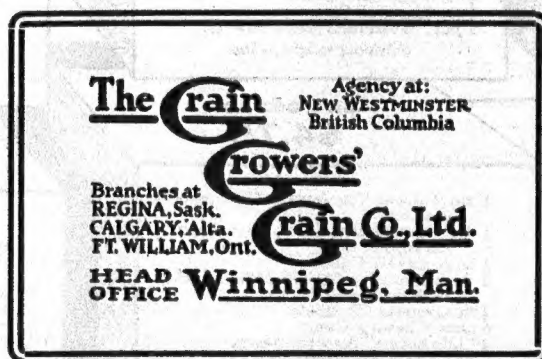 The Grain
Agency at:
NEW WESTMINSTER
British Columbia
Growers'
Branches at
REGINA, Sask.
CALGARY, Alta.
FT. WILLIAM, Ont.
Grain Co., Ltd.
HEAD OFFICE Winnipeg, Man.